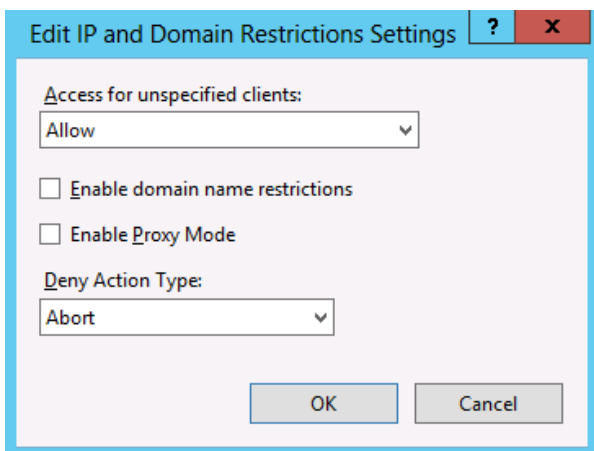 Edit IP and Domain Restrictions Settings ? x
Access for unspecified clients:
Allow
Enable domain name restrictions
Enable Proxy Mode
Deny Action Type:
Abort
OK Cancel